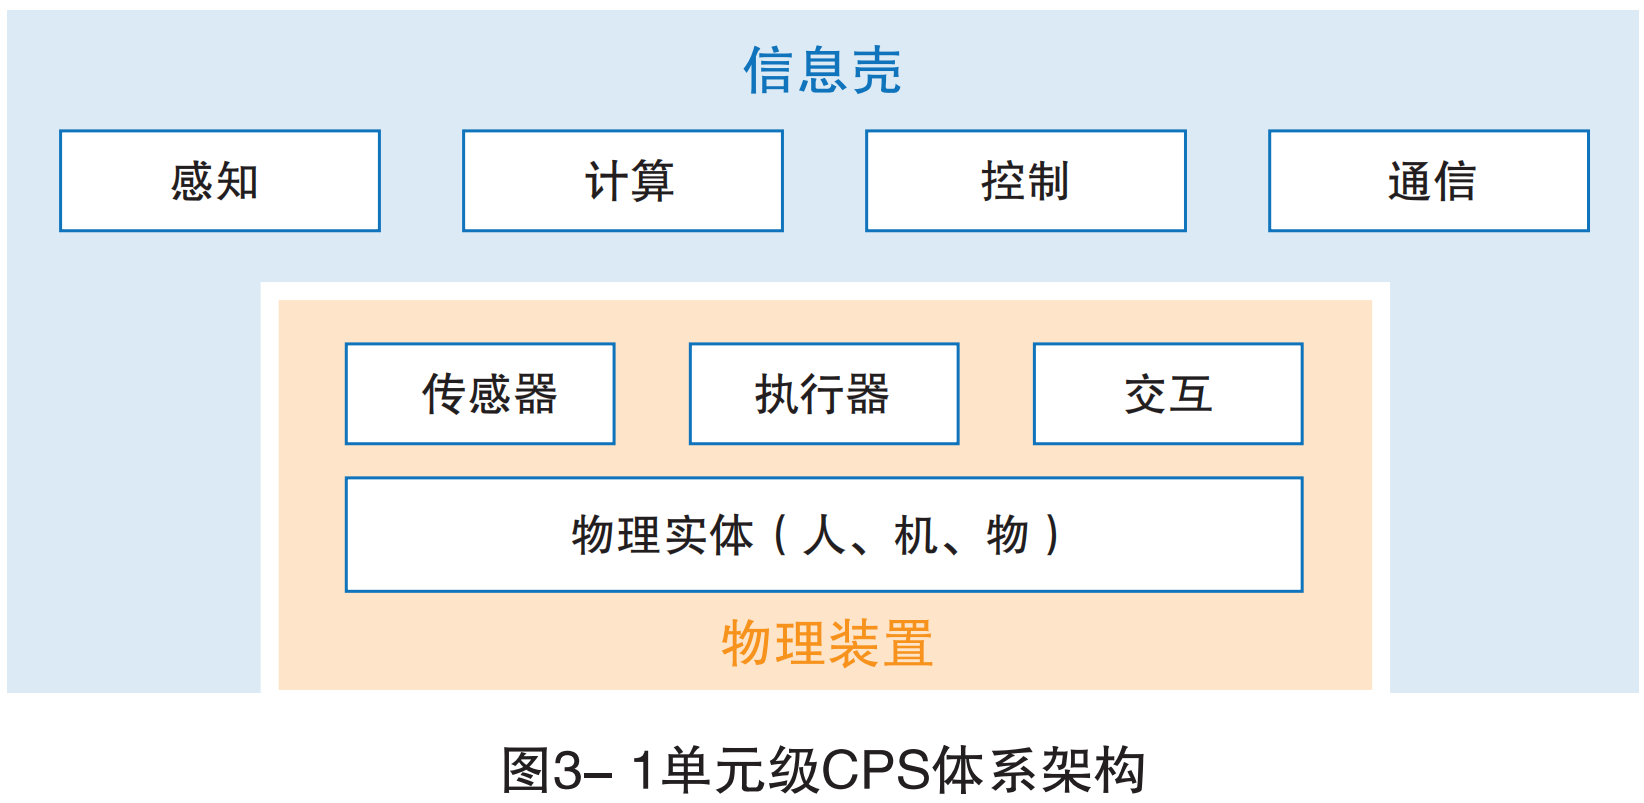 信息壳
感知 计算 控制 通信
传感器 执行器 交互
物理实体（人、机、物）
物理装置
图3– 1单元级CPS体系架构